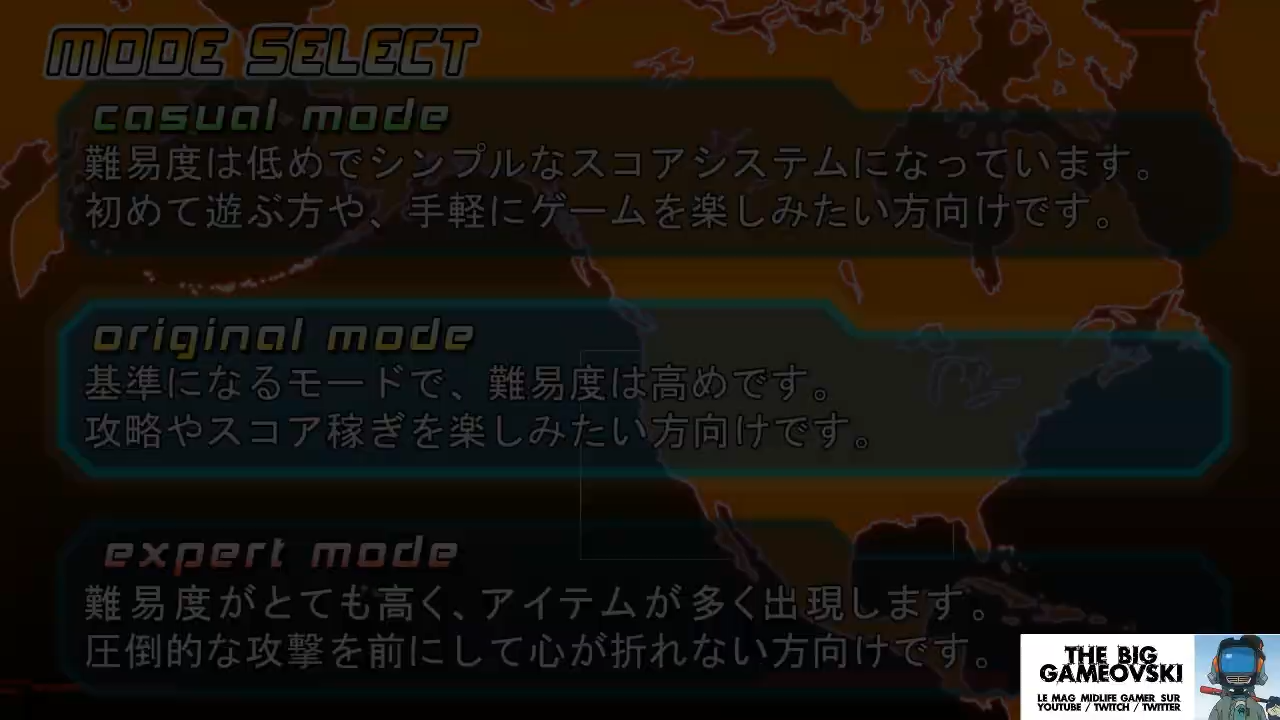 MODE SELECT
casual mode
難易度は低めでシンプルなスコアシステムになっています。
初めて遊ぶ方や、手軽にゲームを楽しみたい方向けです。
original mode
基準になるモードで、難易度は高めです。
攻略やスコア稼ぎを楽しみたい方向けです。
expert mode
難易度がとても高く、アイテムが多く出現します。
圧倒的な攻撃を前にして心が折れない方向けです。
THE BIG
GAMEOVSKI
LE MAG MIDLIFE GAMER SUR
YOUTUBE / TWITCH / TWITTER